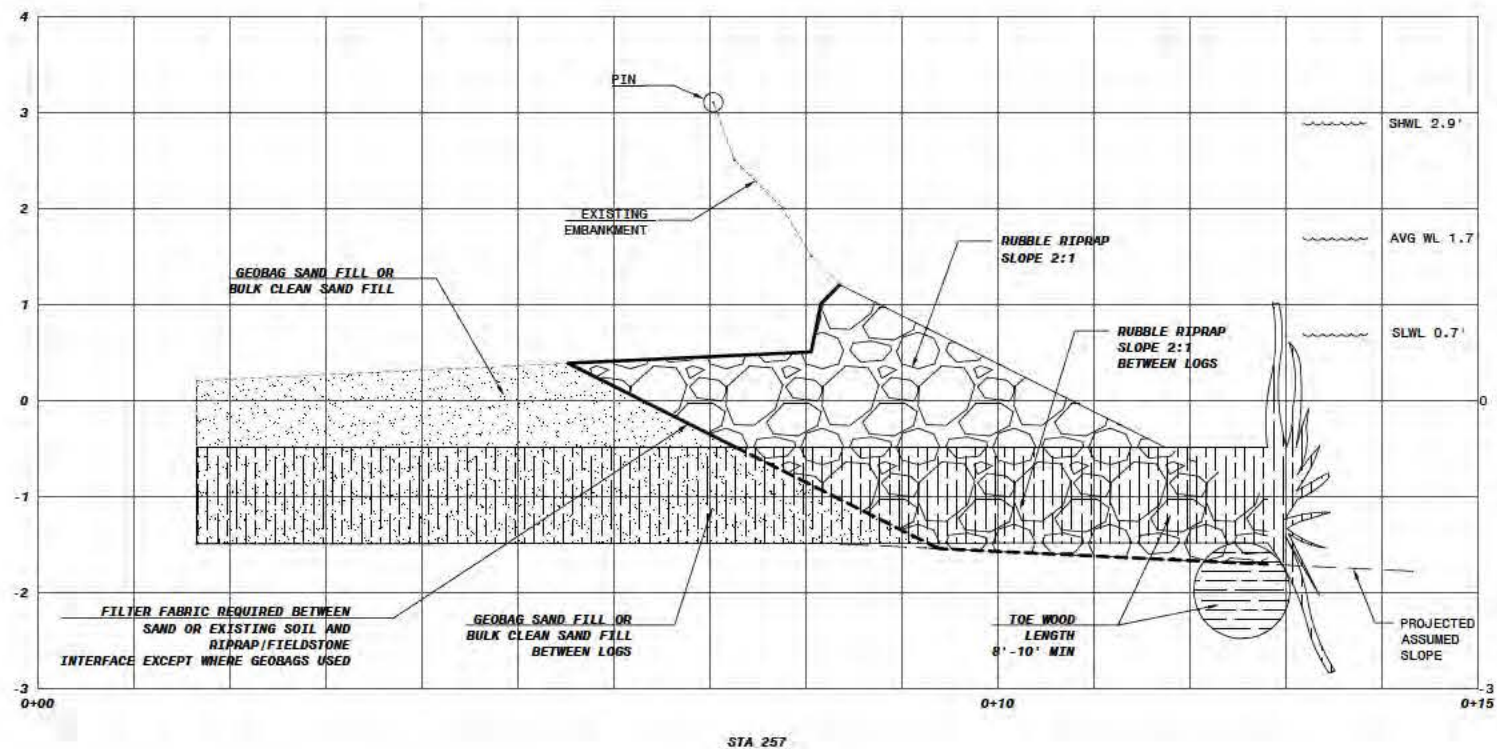 4
3
2
1
0
-1
-2
-3
PIN
EXISTING
EMBANKMENT
GEOBAG SAND FILL OR
BULK CLEAN SAND FILL
RUBBLE RIPRAP
SLOPE 2:1
RUBBLE RIPRAP
SLOPE 2:1
BETWEEN LOGS
SHWL 2.9'
AVG WL 1.7'
SLWL 0.7'
0
FILTER FABRIC REQUIRED BETWEEN
SAND OR EXISTING SOIL AND
RIPRAP/FIELDSTONE
INTERFACE EXCEPT WHERE GEOBAGS USED
GEOBAG SAND FILL OR
BULK CLEAN SAND FILL
BETWEEN LOGS
TOE WOOD
LENGTH
8'-10' MIN
PROJECTED
ASSUMED
SLOPE
-3
0+00
0+10
0+15
STA 257